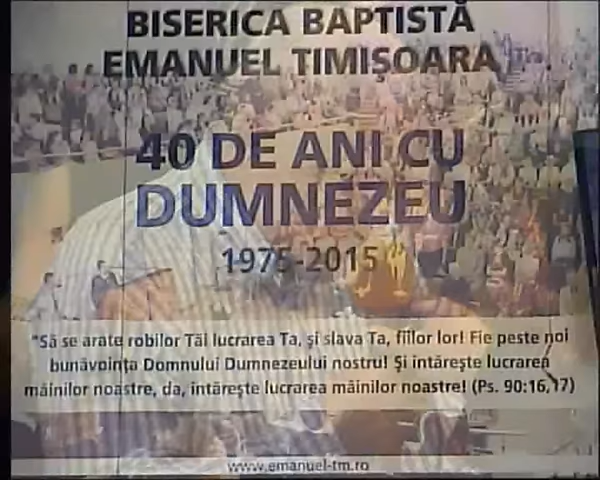 BISERICA BAPTISTĂ
EMANUEL TIMIȘOARA
40 DE ANI CU
DUMNEZEU
1975-2015
"Să se arate robilor Tăi lucrarea Ta, și slava Ta, fiilor lor! Fie peste noi
bunăvoința Domnului Dumnezeului nostru! Și întărește lucrarea
mâinilor noastre, da, întărește lucrarea mâinilor noastre! (Ps. 90:16,17)
www.emanuel-tm.ro